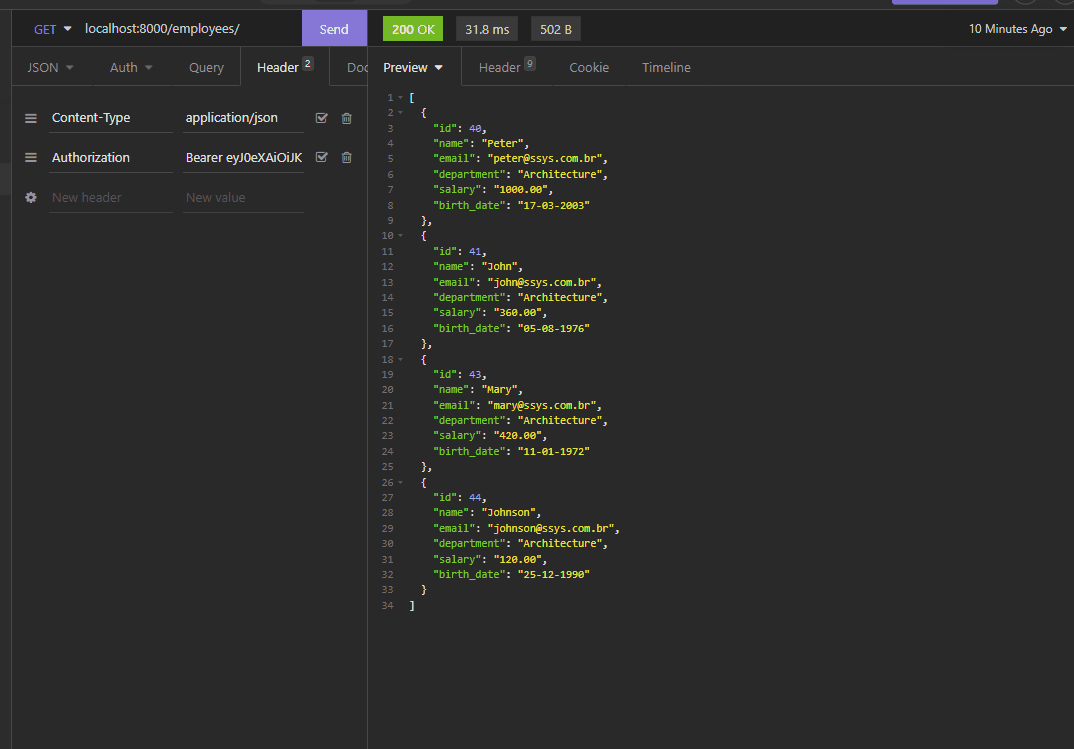 GET localhost:8000/employees/ Send 200 OK 31.8 ms 502 B 10 Minutes Ago
JSON Auth Query Header 2 Doc Preview Header 9 Cookie Timeline
Content-Type application/json
Authorization Bearer eyJ0eXAiOiJK
New header New value
1 [
2 {
3 "id": 40,
4 "name": "Peter",
5 "email": "peter@ssys.com.br",
6 "department": "Architecture",
7 "salary": "1000.00",
8 "birth_date": "17-03-2003"
9 },
10 {
11 "id": 41,
12 "name": "John",
13 "email": "john@ssys.com.br",
14 "department": "Architecture",
15 "salary": "360.00",
16 "birth_date": "05-08-1976"
17 },
18 {
19 "id": 43,
20 "name": "Mary",
21 "email": "mary@ssys.com.br",
22 "department": "Architecture",
23 "salary": "420.00",
24 "birth_date": "11-01-1972"
25 },
26 {
27 "id": 44,
28 "name": "Johnson",
29 "email": "johnson@ssys.com.br",
30 "department": "Architecture",
31 "salary": "120.00",
32 "birth_date": "25-12-1990"
33 }
34 ]